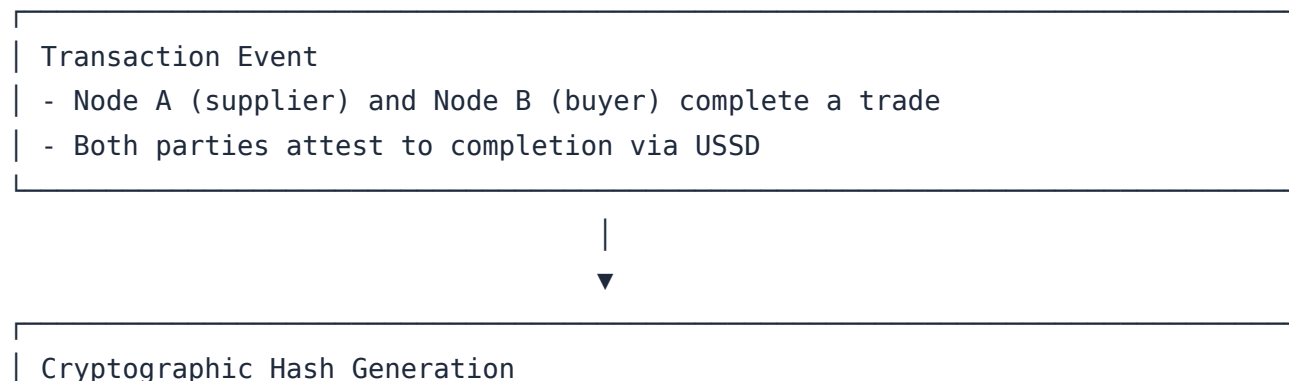 Transaction Event
- Node A (supplier) and Node B (buyer) complete a trade
- Both parties attest to completion via USSD
Cryptographic Hash Generation